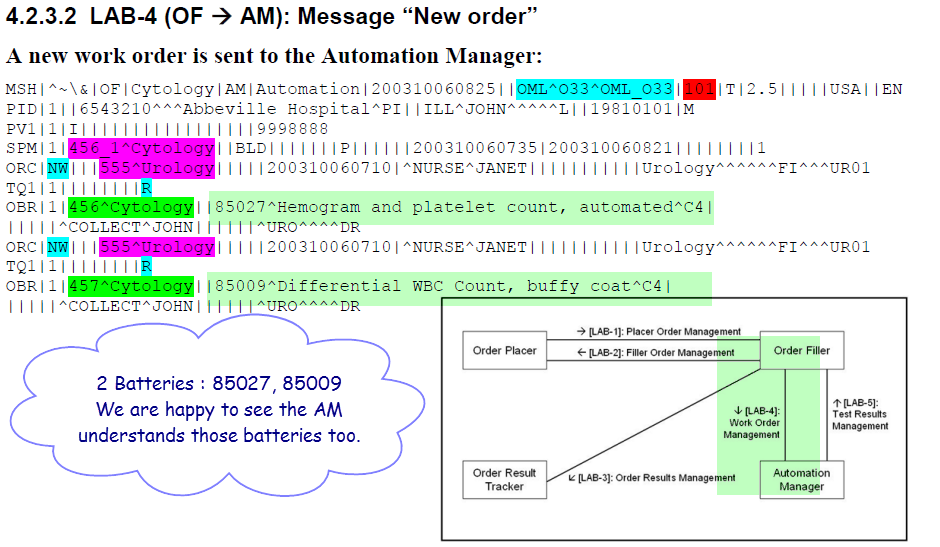 4.2.3.2 LAB-4 (OF → AM): Message “New order”
A new work order is sent to the Automation Manager:
MSH|^~\&|OF|Cytology|AM|Automation|200310060825||OML^O33^OML_O33|101|T|2.5|||||USA||EN
PID|1||6543210^^^Abbeville Hospital^PI||ILL^JOHN^^^^^L||19810101|M
PV1|1|I|||||||||||||||||9998888
SPM|1|456_1^Cytology||BLD|||||||P||||||200310060735|200310060821||||||||1
ORC|NW|||555^Urology|||||200310060710|^NURSE^JANET|||||||||||Urology^^^^^^FI^^^UR01
TQ1|1||||||||R
OBR|1|456^Cytology||85027^Hemogram and platelet count, automated^C4|
|||||^COLLECT^JOHN||||||^URO^^^^DR
ORC|NW|||555^Urology|||||200310060710|^NURSE^JANET|||||||||||Urology^^^^^^FI^^^UR01
TQ1|1||||||||R
OBR|1|457^Cytology||85009^Differential WBC Count, buffy coat^C4|
|||||^COLLECT^JOHN||||||^URO^^^^DR
2 Batteries : 85027, 85009
We are happy to see the AM
understands those batteries too.
Order Placer
→ [LAB-1]: Placer Order Management
← [LAB-2]: Filler Order Management
Order Filler
↓ [LAB-4]:
Work Order
Management
↑ [LAB-5]:
Test Results
Management
Order Result
Tracker
↙ [LAB-3]: Order Results Management
Automation
Manager